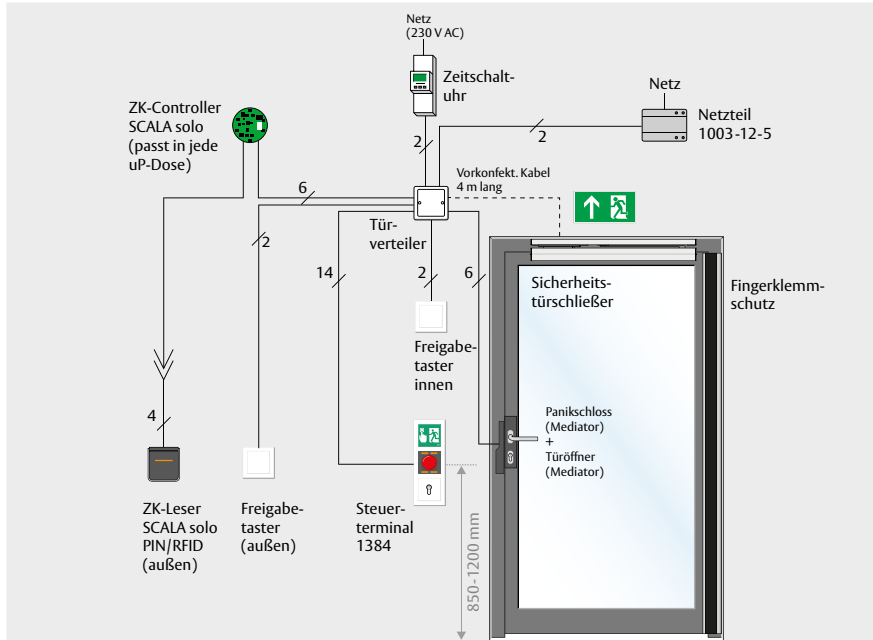 Netz
(230 V AC)
Zeitschalt-
uhr
Netz
Netzteil
1003-12-5
ZK-Controller
SCALA solo
(passt in jede
uP-Dose)
2
2
Vorkonfekt. Kabel
4 m lang
6
2
Tür-
verteiler
14
2
6
Sicherheits-
türschließer
Fingerklemm-
schutz
Freigabe-
taster
innen
4
Panikschloss
(Mediator)
+
Türöffner
(Mediator)
ZK-Leser
SCALA solo
PIN/RFID
(außen)
Freigabe-
taster
(außen)
Steuer-
terminal
1384
850-1200 mm